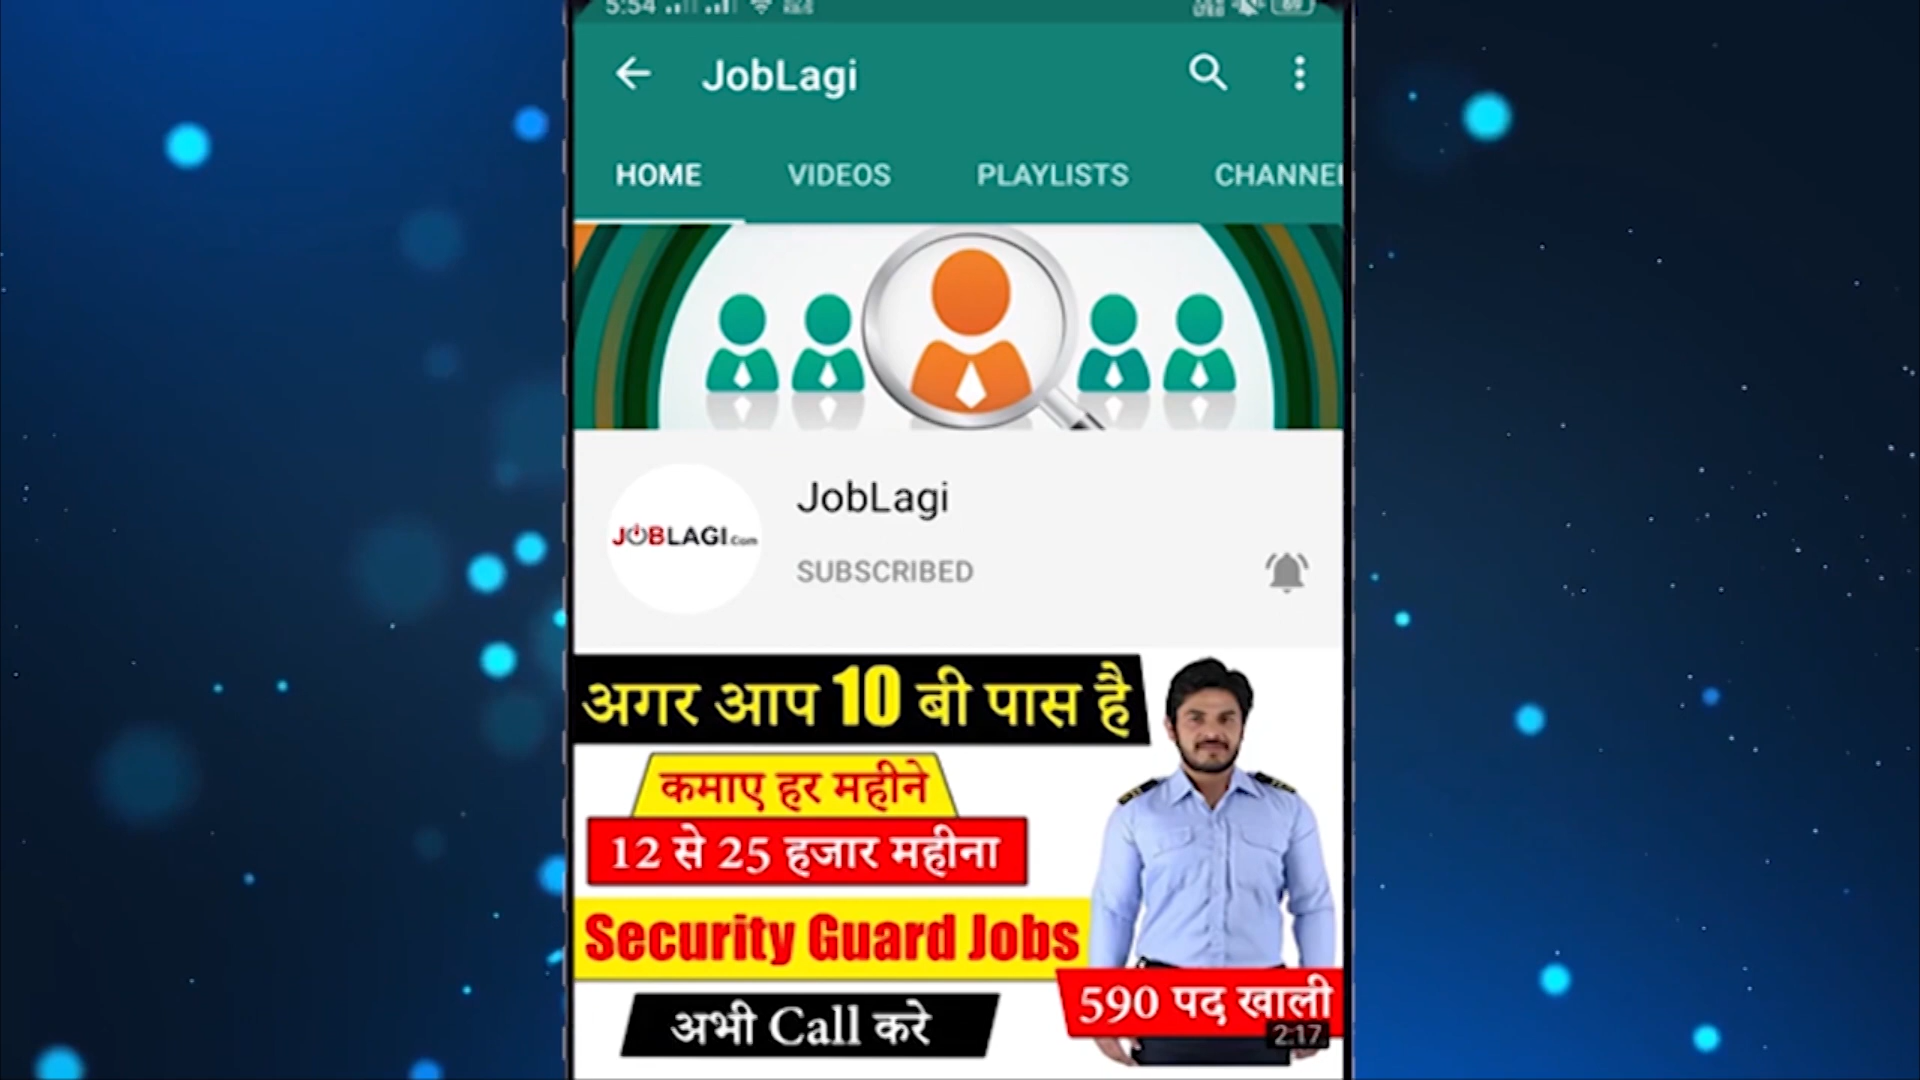 5:54
JobLagi
HOME VIDEOS PLAYLISTS CHANNEL
JobLagi
JOBLAGI.com
SUBSCRIBED
अगर आप 10 बी पास है
कमाए हर महीने
12 से 25 हजार महीना
Security Guard Jobs
590 पद खाली
अभी Call करे
2:17